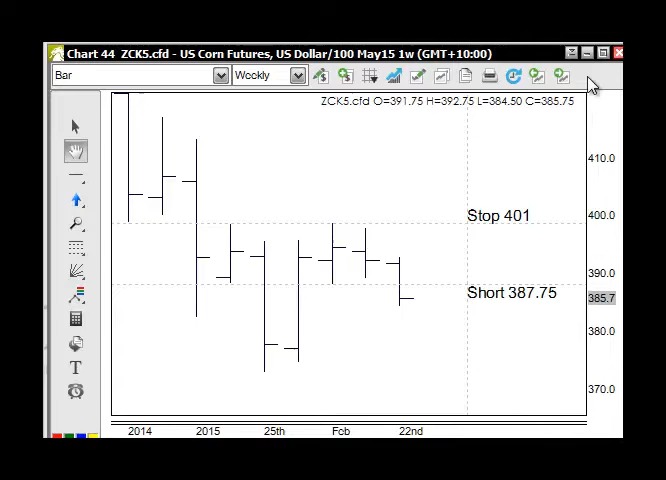 Chart 44 ZCK5.cfd - US Corn Futures, US Dollar/100 May15 1w (GMT+10:00)
Bar
Weekly
ZCK5.cfd O=391.75 H=392.75 L=384.50 C=385.75
410.0
Stop 401
400.0
390.0
Short 387.75
385.7
380.0
370.0
2014 2015 25th Feb 22nd